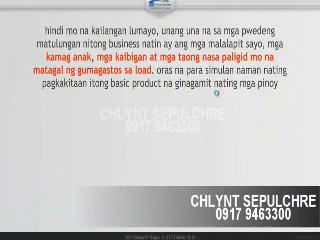 hindi mo na kailangan lumayo, unang una na sa mga pwedeng
matulungan nitong business natin ay ang mga malalapit sayo, mga
kamag anak, mga kaibigan at mga taong nasa paligid mo na
matagal ng gumagastos sa load. oras na para simulan naman nating
pagkakitaan itong basic product na ginagamit nating mga pinoy
CHLYNT SEPULCHRE
0917 9463300
CHLYNT SEPULCHRE
0917 9463300